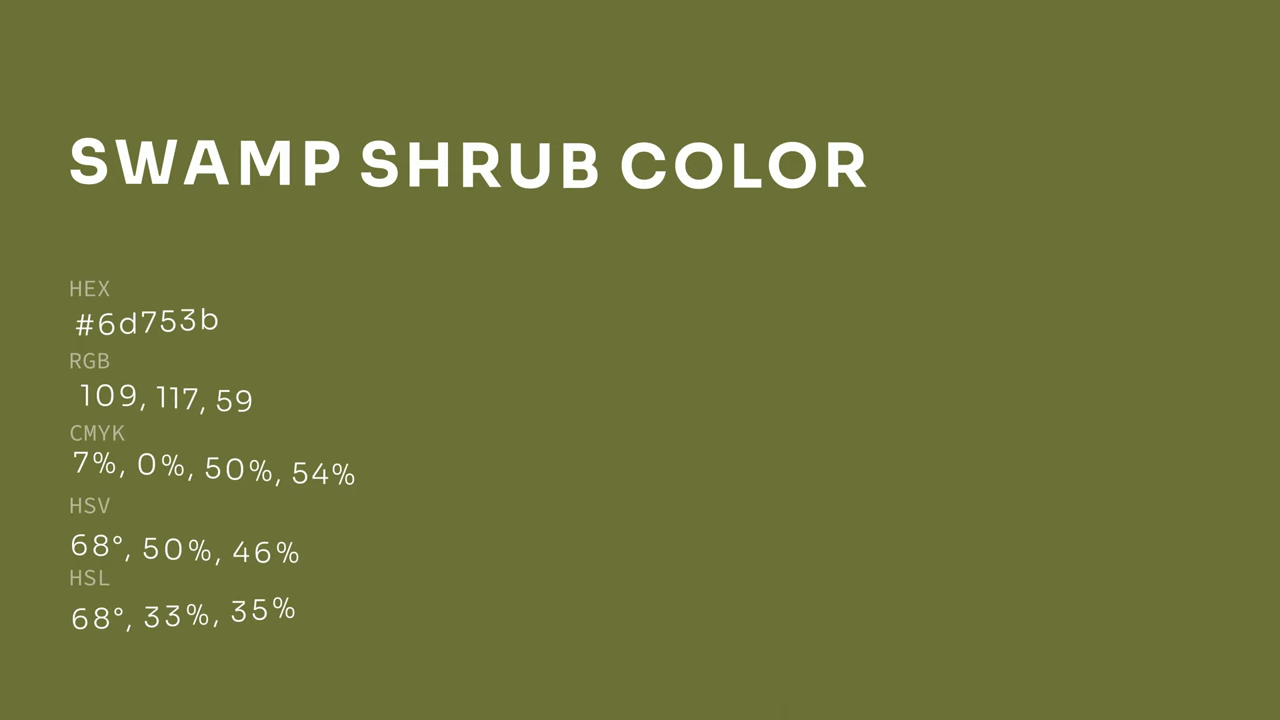 SWAMP SHRUB COLOR
HEX
#6d753b
RGB
109, 117, 59
CMYK
7%, 0%, 50%, 54%
HSV
68°, 50%, 46%
HSL
68°, 33%, 35%